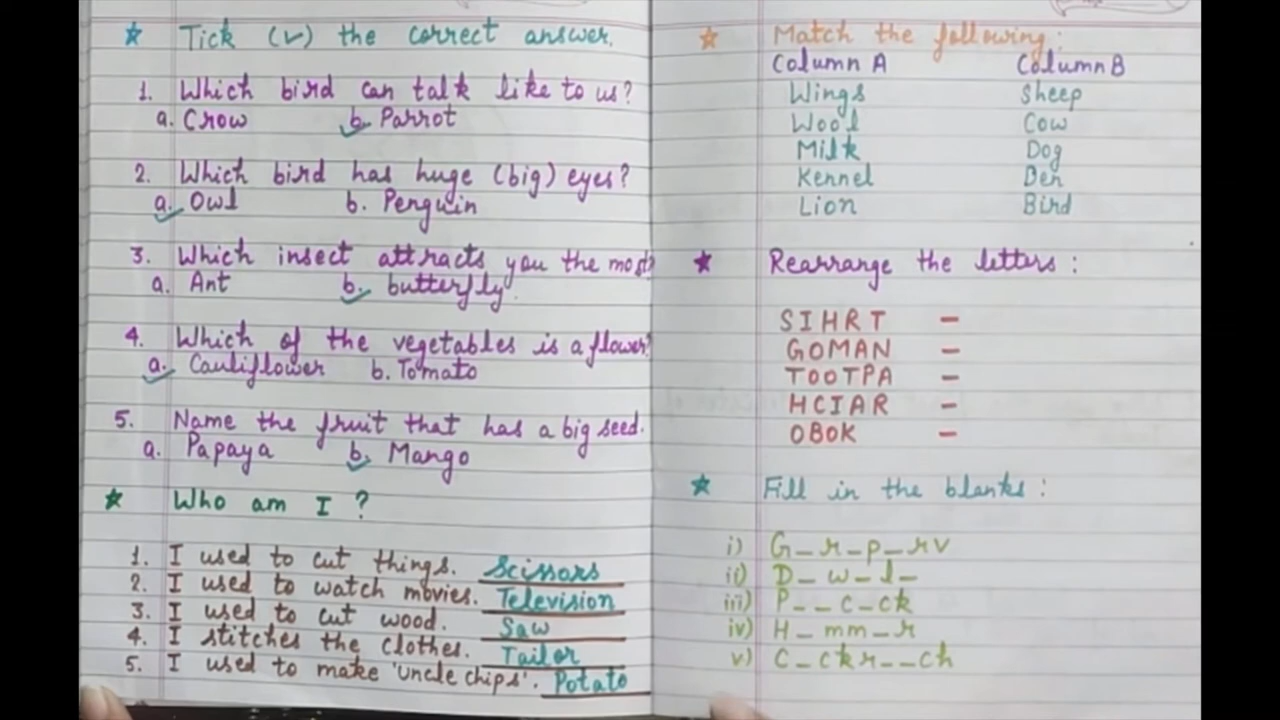 ☆ Tick (✓) the correct answer.
1. Which bird can talk like to us?
a. Crow b. Parrot
2. Which bird has huge (big) eyes?
a. Owl b. Penguin
3. Which insect attracts you the most?
a. Ant b. butterfly.
4. Which of the vegetables is a flower?
a. Cauliflower b. Tomato
5. Name the fruit that has a big seed.
a. Papaya b. Mango
☆ Who am I ?
1. I used to cut things. Scissors
2. I used to watch movies. Television
3. I used to cut wood. Saw
4. I stitches the clothes. Tailor
5. I used to make 'uncle chips'. Potato
☆ Match the following:
Column A Column B
Wings Sheep
Wool Cow
Milk Dog
Kennel Den
Lion Bird
★ Rearrange the letters :
SIHRT –
GOMAN –
TOOTPA –
HCIAR –
OBOK –
☆ Fill in the blanks :
i) G_r_p_rv
ii) D_w_l_
iii) P__c_ck
iv) H_mm_r
v) C_ckr__ch